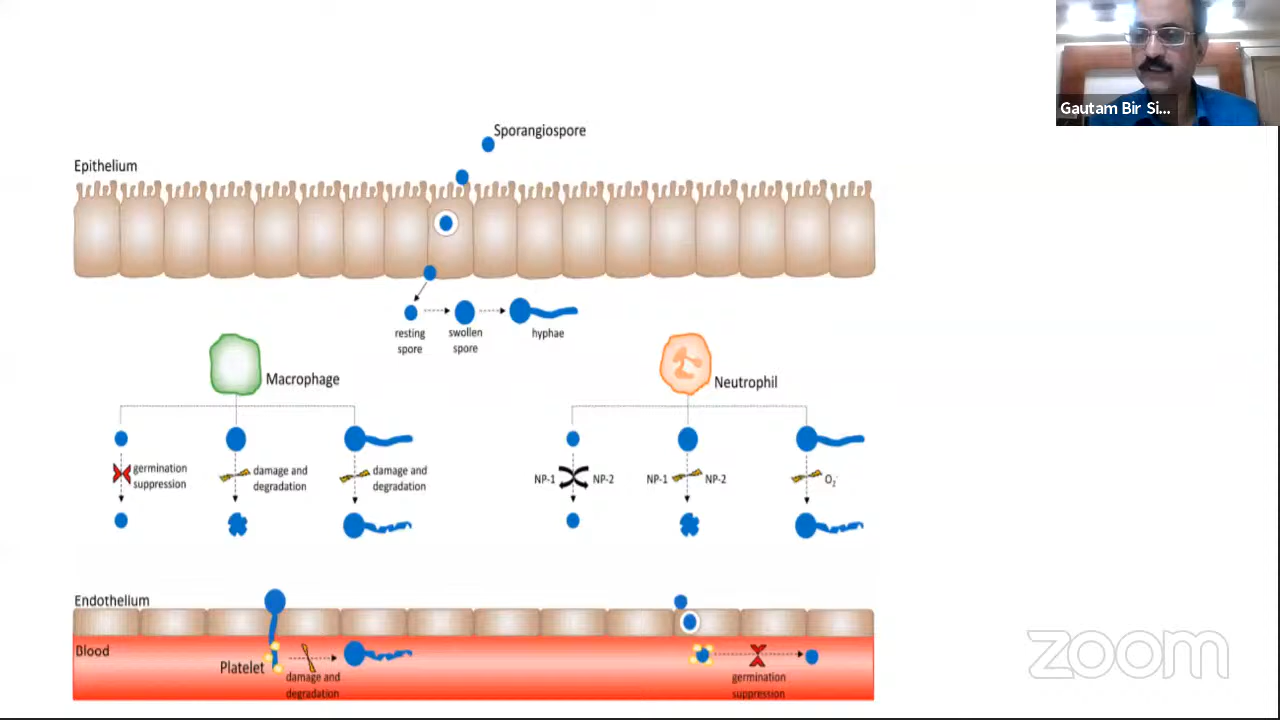 Gautam Bir Si...
Sporangiospore
Epithelium
resting
spore
swollen
spore
hyphae
Macrophage
Neutrophil
germination
suppression
damage and
degradation
damage and
degradation
NP-1
NP-2
NP-1
NP-2
O2-
Endothelium
Blood
Platelet
damage and
degradation
germination
suppression
zoom